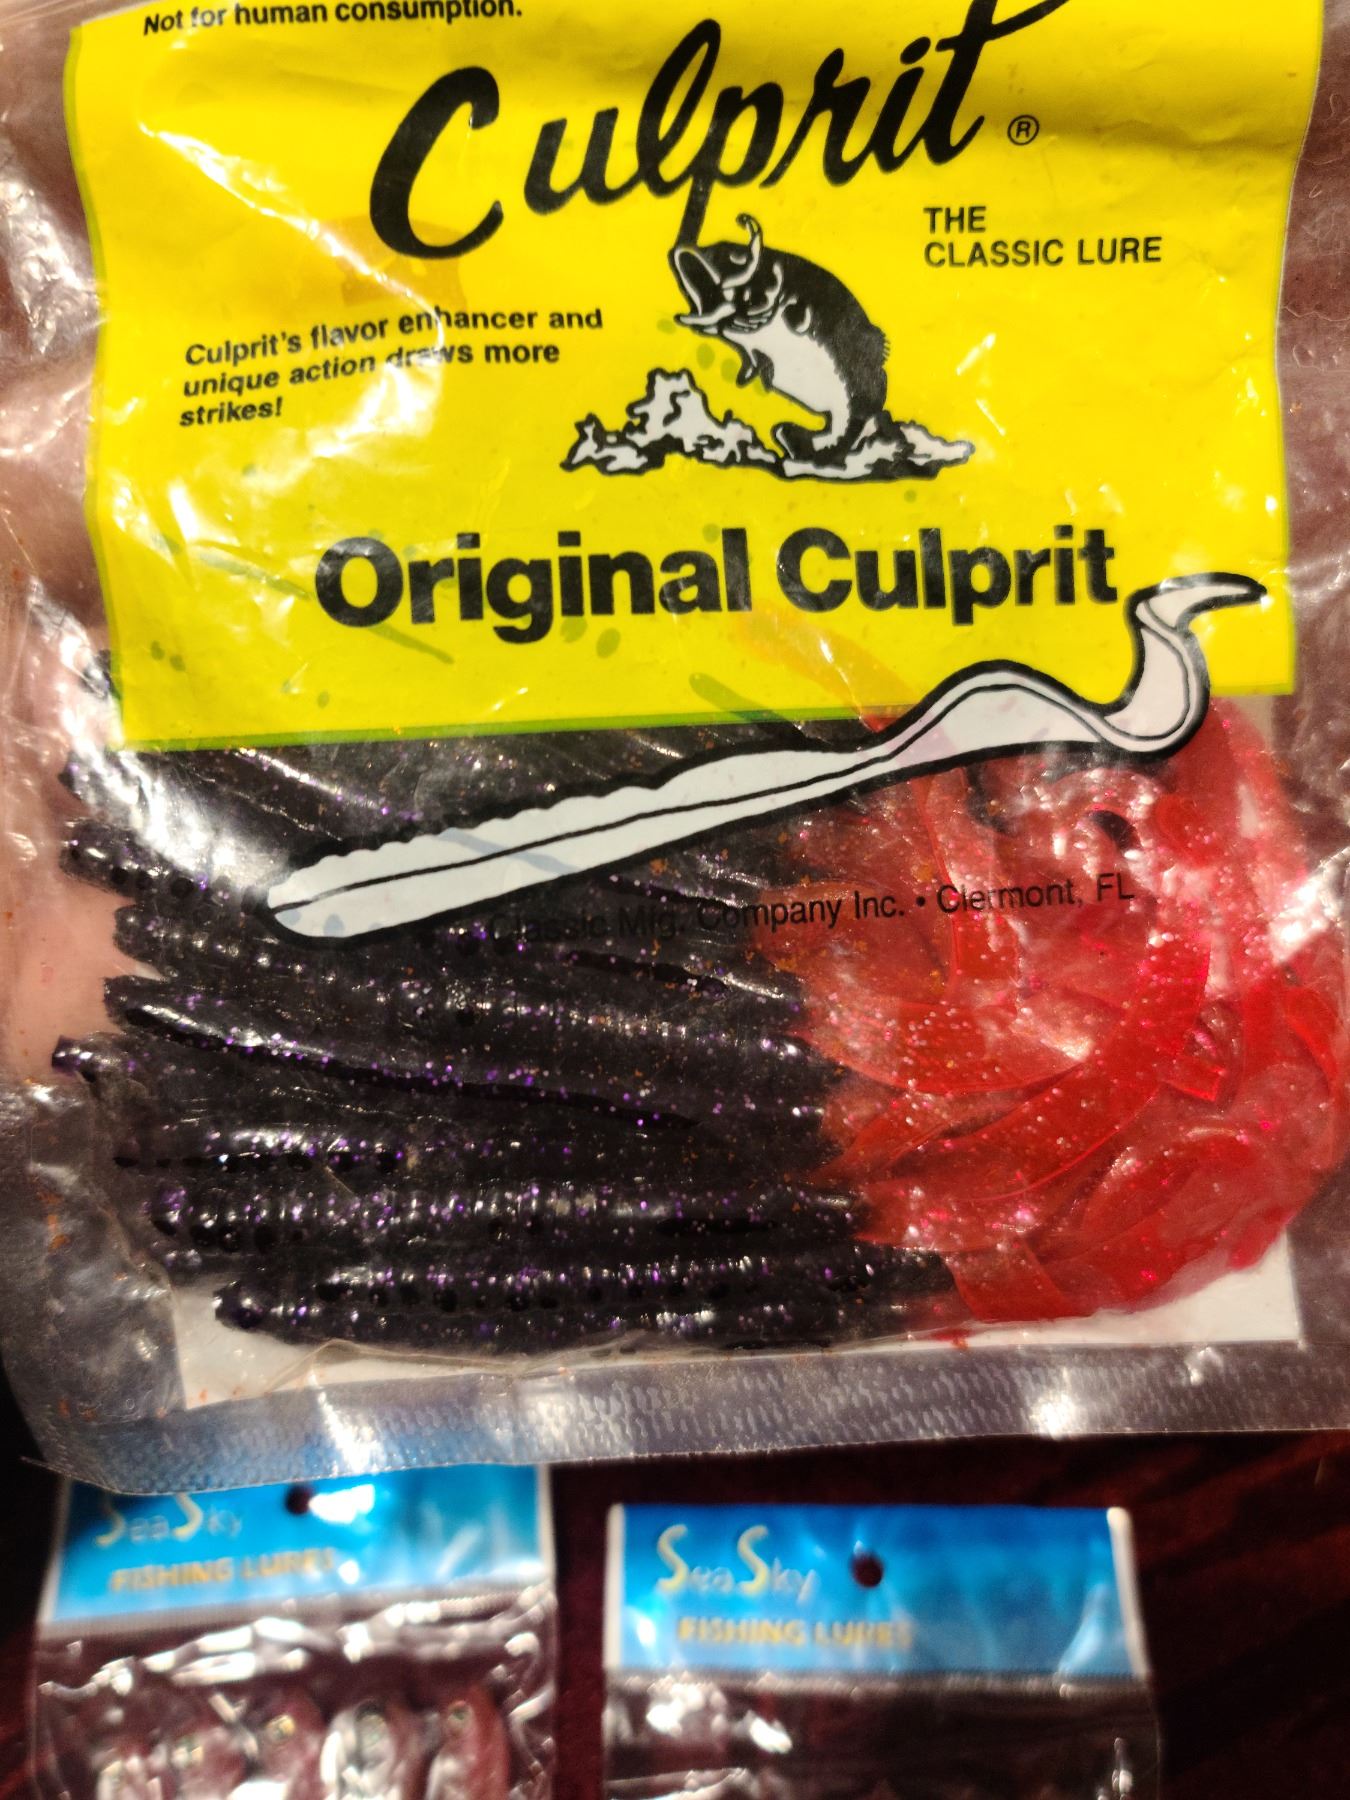 Not for human consumption.
Culprit®
THE
CLASSIC LURE
Culprit's flavor enhancer and
unique action draws more
strikes!
Original Culprit
Classic Mfg. Company Inc. • Clermont, FL
SeaSky
FISHING LURES
SeaSky
FISHING LURES